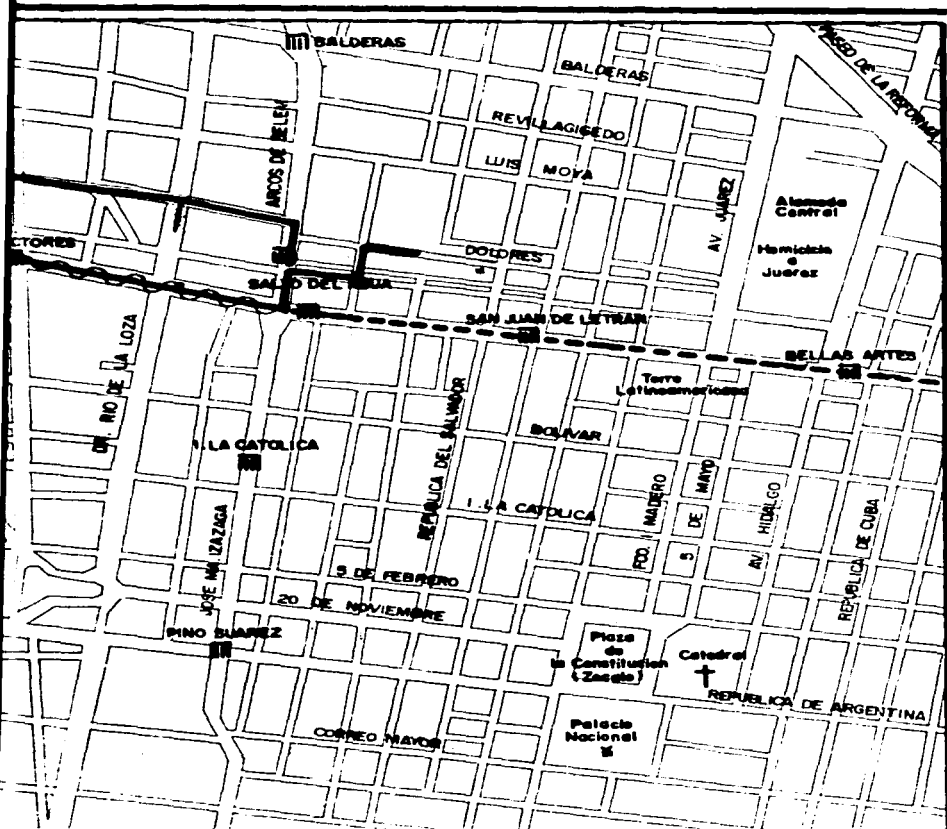 BALDERAS
PASEO DE LA REFORMA
BALDERAS
REVILLAGIGEDO
ARCOS DE BELEM
LUIS MOYA
AV. JUAREZ
Alameda
Central
Hemiciclo
a
Juarez
CTORES
DOLORES
SALTO DEL AGUA
SAN JUAN DE LETRAN
BELLAS ARTES
DR. RIO DE LA LOZA
Torre
Latinoamericana
REPUBLICA DEL SALVADOR
BOLIVAR
I. LA CATOLICA
I. LA CATOLICA
FCO. I MADERO
5 DE MAYO
AV. HIDALGO
REPUBLICA DE CUBA
JOSE MA. IZAZAGA
5 DE FEBRERO
20 DE NOVIEMBRE
PINO SUAREZ
Plaza
de
la Constitucion
(Zocalo)
Catedral
REPUBLICA DE ARGENTINA
CORREO MAYOR
Palacio
Nacional